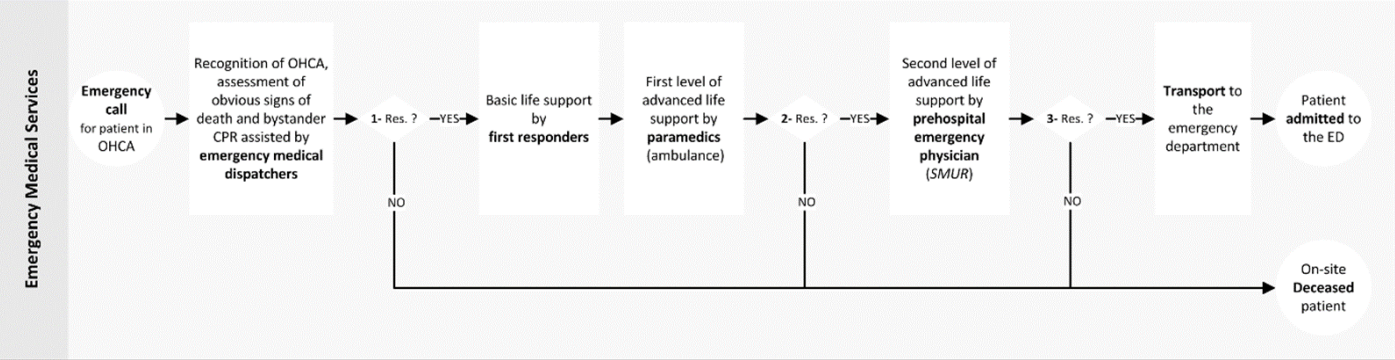 Emergency Medical Services
Emergency
call
for patient in
OHCA
Recognition of OHCA,
assessment of
obvious signs of
death and bystander
CPR assisted by
emergency medical
dispatchers
1- Res. ?
YES
NO
Basic life support
by
first responders
First level of
advanced life
support by
paramedics
(ambulance)
2- Res. ?
YES
NO
Second level of
advanced life
support by
prehospital
emergency
physician
(SMUR)
3- Res. ?
YES
NO
Transport to
the
emergency
department
Patient
admitted to
the ED
On-site
Deceased
patient